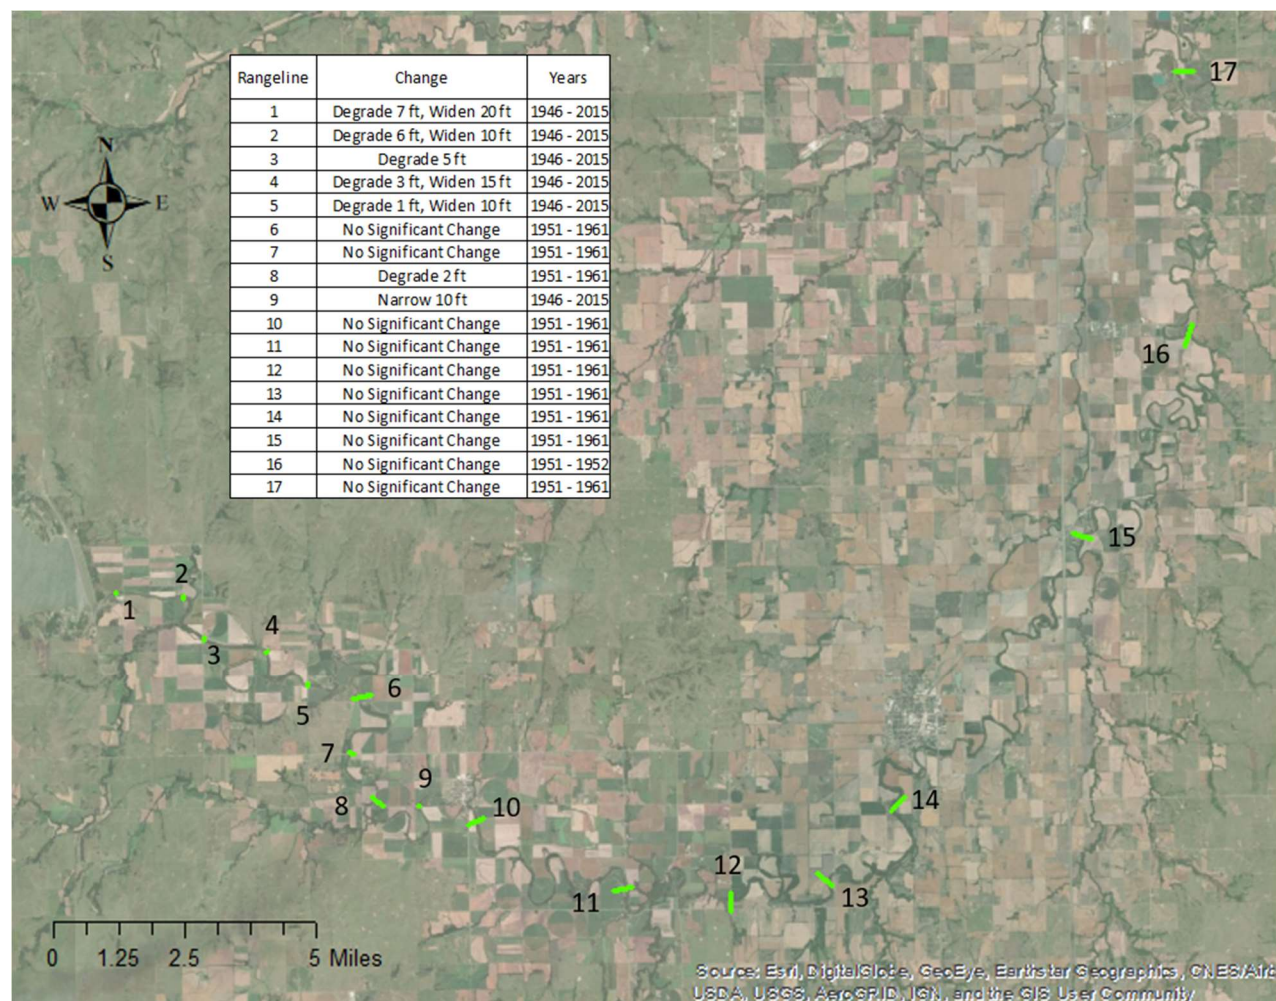 Rangeline Change Years
1 Degrade 7 ft, Widen 20 ft 1946 - 2015
2 Degrade 6 ft, Widen 10 ft 1946 - 2015
3 Degrade 5 ft 1946 - 2015
4 Degrade 3 ft, Widen 15 ft 1946 - 2015
5 Degrade 1 ft, Widen 10 ft 1946 - 2015
6 No Significant Change 1951 - 1961
7 No Significant Change 1951 - 1961
8 Degrade 2 ft 1951 - 1961
9 Narrow 10 ft 1946 - 2015
10 No Significant Change 1951 - 1961
11 No Significant Change 1951 - 1961
12 No Significant Change 1951 - 1961
13 No Significant Change 1951 - 1961
14 No Significant Change 1951 - 1961
15 No Significant Change 1951 - 1961
16 No Significant Change 1951 - 1952
17 No Significant Change 1951 - 1961
N
W E
S
17
16
15
2
1
4
3
6
5
7
9
8
10
14
12
13
11
0 1.25 2.5 5 Miles
Source: Esri, DigitalGlobe, GeoEye, Earthstar Geographics, CNES/Airb
USDA, USGS, AeroGRID, IGN, and the GIS User Community